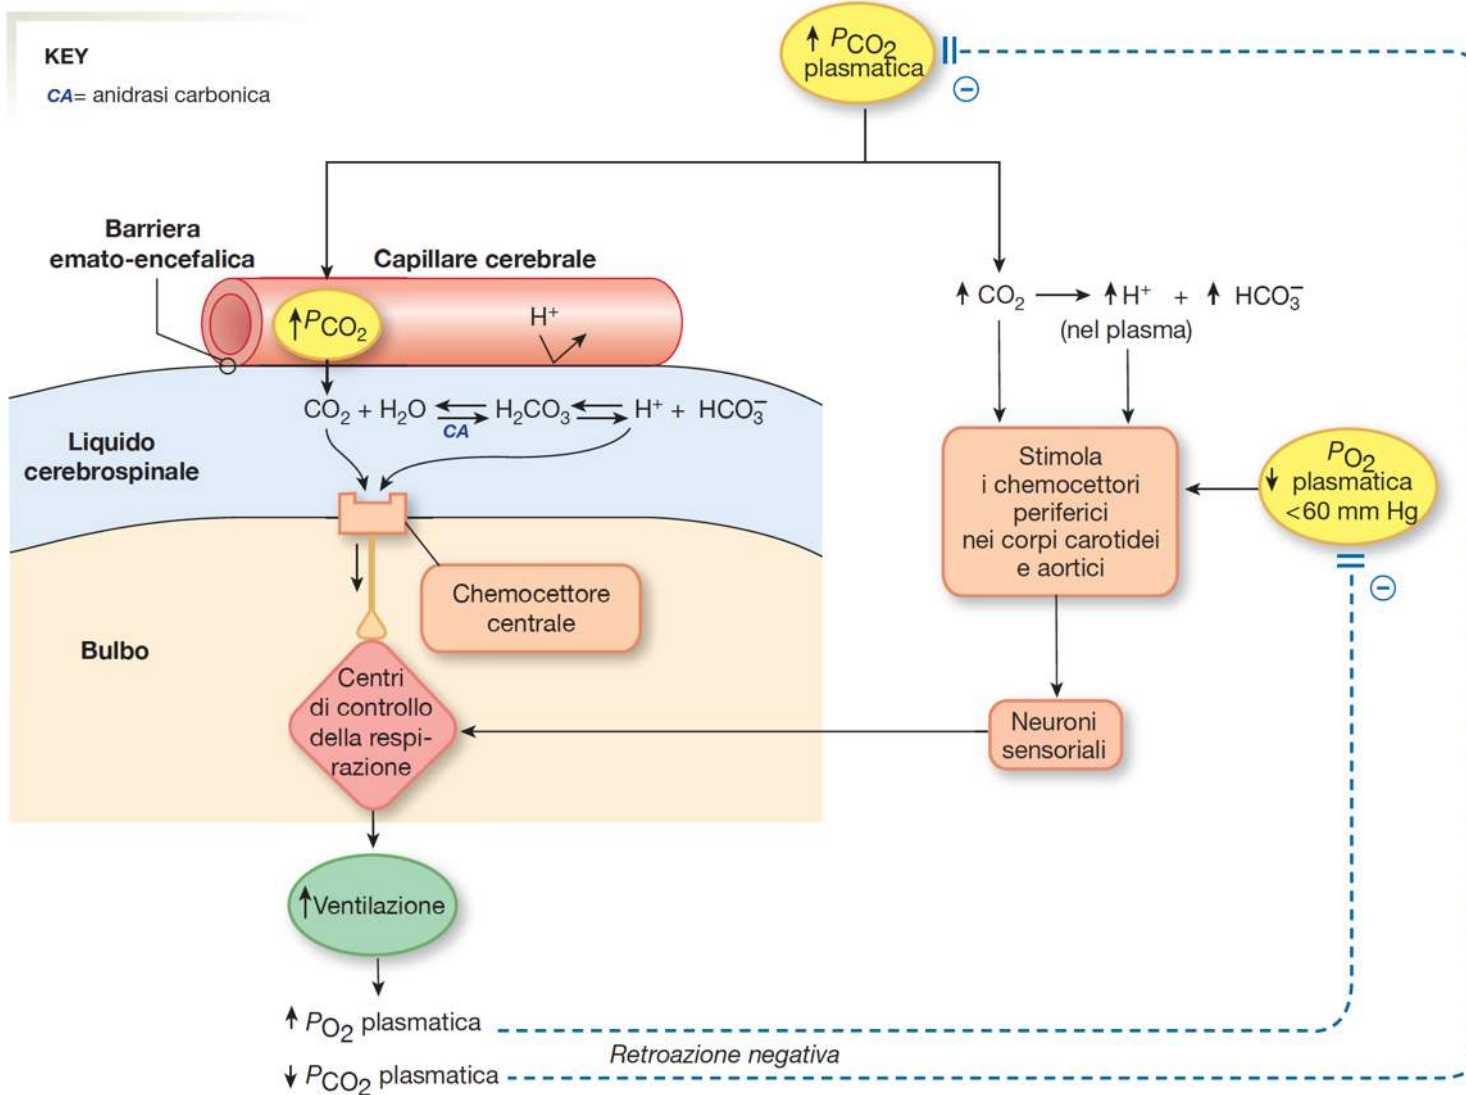 KEY
CA= anidrasi carbonica
↑ PCO2
plasmatica
−
Barriera
emato-encefalica
Capillare cerebrale
↑PCO2
H+
↑ CO2 → ↑ H+ + ↑ HCO3−
(nel plasma)
CO2 + H2O ⇄ H2CO3 ⇄ H+ + HCO3−
CA
Liquido
cerebrospinale
Stimola
i chemocettori
periferici
nei corpi carotidei
e aortici
PO2
↓ plasmatica
<60 mm Hg
−
Chemocettore
centrale
Bulbo
Centri
di controllo
della respi-
razione
Neuroni
sensoriali
↑Ventilazione
↑ PO2 plasmatica
Retroazione negativa
↓ PCO2 plasmatica